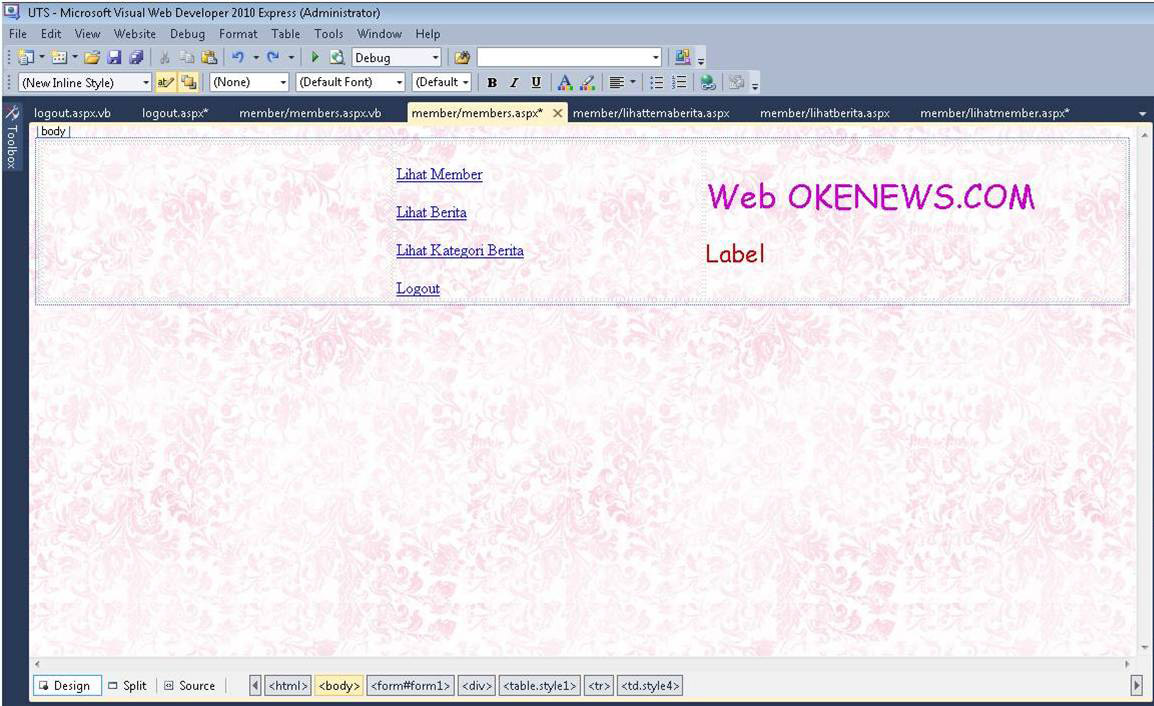 UTS - Microsoft Visual Web Developer 2010 Express (Administrator)
File Edit View Website Debug Format Table Tools Window Help
Debug
(New Inline Style) ab (None) (Default Font) (Default B I U A
logout.aspx.vb logout.aspx* member/members.aspx.vb member/members.aspx* member/lihattemaberita.aspx member/lihatberita.aspx member/lihatmember.aspx*
Toolbox
body
Lihat Member
Web OKENEWS.COM
Lihat Berita
Lihat Kategori Berita
Label
Logout
Design Split Source <html> <body> <form#form1> <div> <table.style1> <tr> <td.style4>